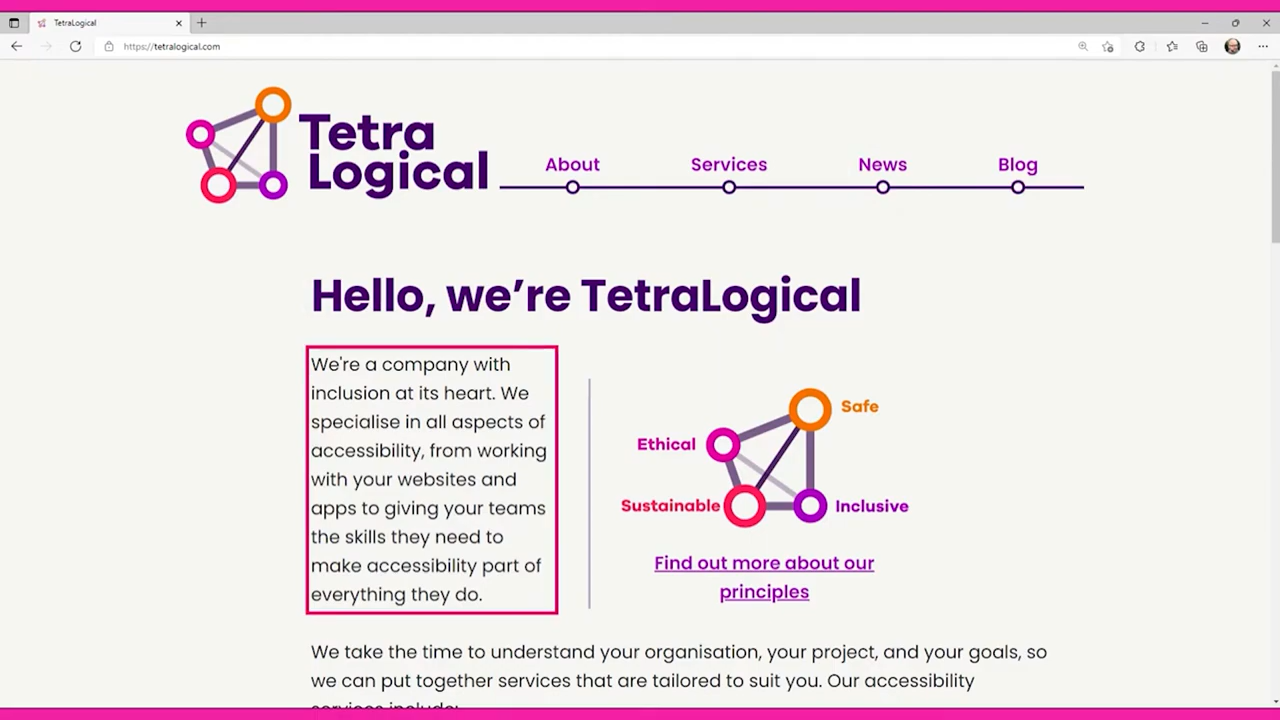 TetraLogical
https://tetralogical.com
Tetra
Logical
About
Services
News
Blog
Hello, we’re TetraLogical
We're a company with
inclusion at its heart. We
specialise in all aspects of
accessibility, from working
with your websites and
apps to giving your teams
the skills they need to
make accessibility part of
everything they do.
Safe
Ethical
Sustainable
Inclusive
Find out more about our
principles
We take the time to understand your organisation, your project, and your goals, so
we can put together services that are tailored to suit you. Our accessibility
services include: